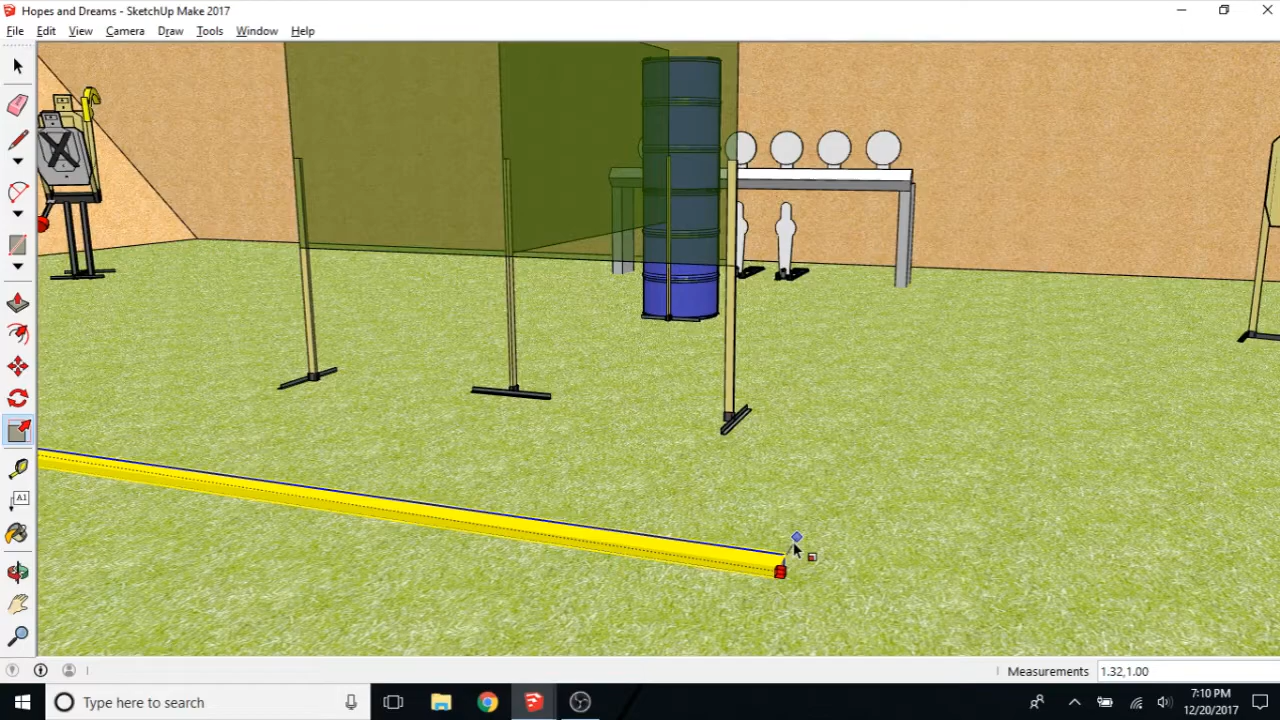 Hopes and Dreams - SketchUp Make 2017
File Edit View Camera Draw Tools Window Help
A1
Measurements 1.32,1.00
Type here to search
7:10 PM
12/20/2017